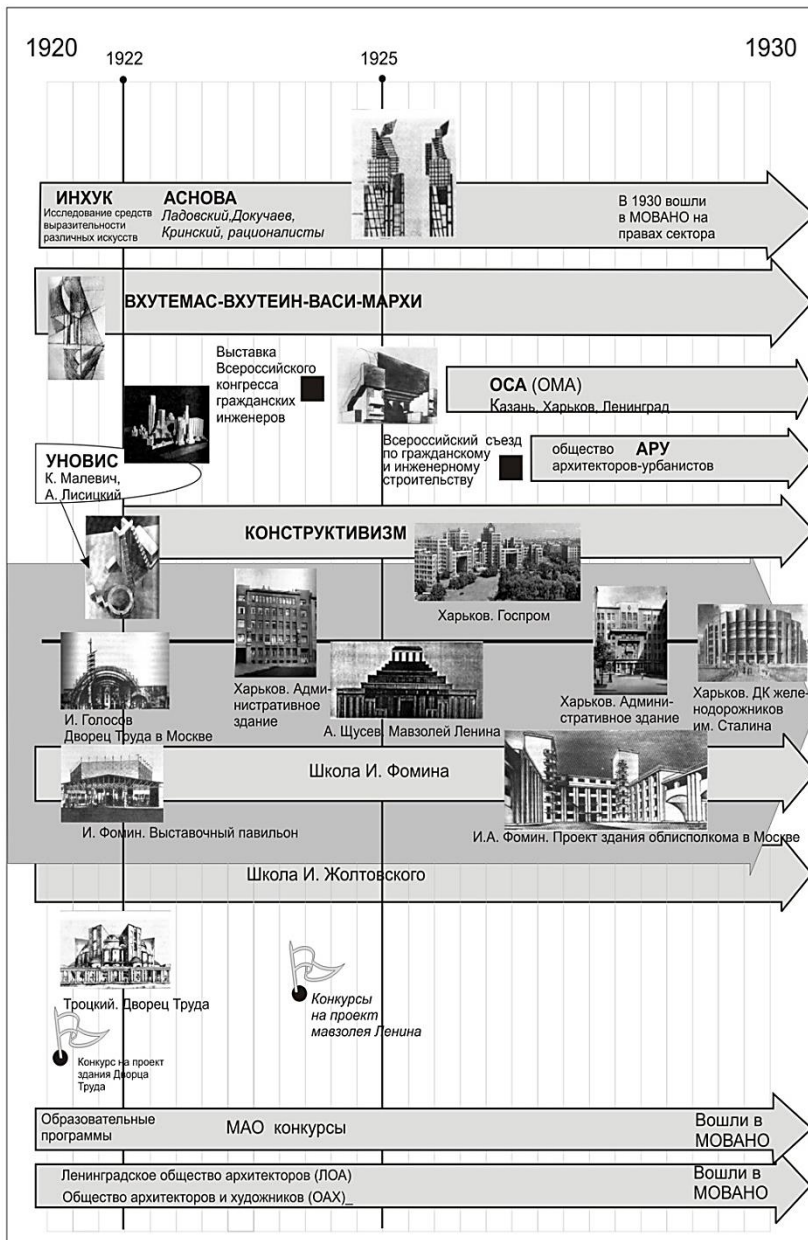 1920
1922
1925
1930
ИНХУК
Исследование средств
выразительности
различных искусств
АСНОВА
Ладовский,Докучаев,
Кринский, рационалисты
В 1930 вошли
в МОВАНО на
правах сектора
ВХУТЕМАС-ВХУТЕИН-ВАСИ-МАРХИ
Выставка
Всероссийского
конгресса
гражданских
инженеров
ОСА (ОМА)
Казань, Харьков, Ленинград
Всероссийский съезд
по гражданскому
и инженерному
строительству
общество АРУ
архитекторов-урбанистов
УНОВИС
К. Малевич,
А. Лисицкий
КОНСТРУКТИВИЗМ
Харьков. Госпром
И. Голосов
Дворец Труда в Москве
Харьков. Адми-
нистративное
здание
А. Щусев. Мавзолей Ленина
Харьков. Админи-
стративное здание
Харьков. ДК желе-
нодорожников
им. Сталина
Школа И. Фомина
И. Фомин. Выставочный павильон
И.А. Фомин. Проект здания облисполкома в Москве
Школа И. Жолтовского
Троцкий. Дворец Труда
Конкурсы
на проект
мавзолея Ленина
Конкурс на проект
здания Дворца
Труда
Образовательные
программы
МАО конкурсы
Вошли в
МОВАНО
Ленинградское общество архитекторов (ЛОА)
Общество архитекторов и художников (ОАХ)_
Вошли в
МОВАНО